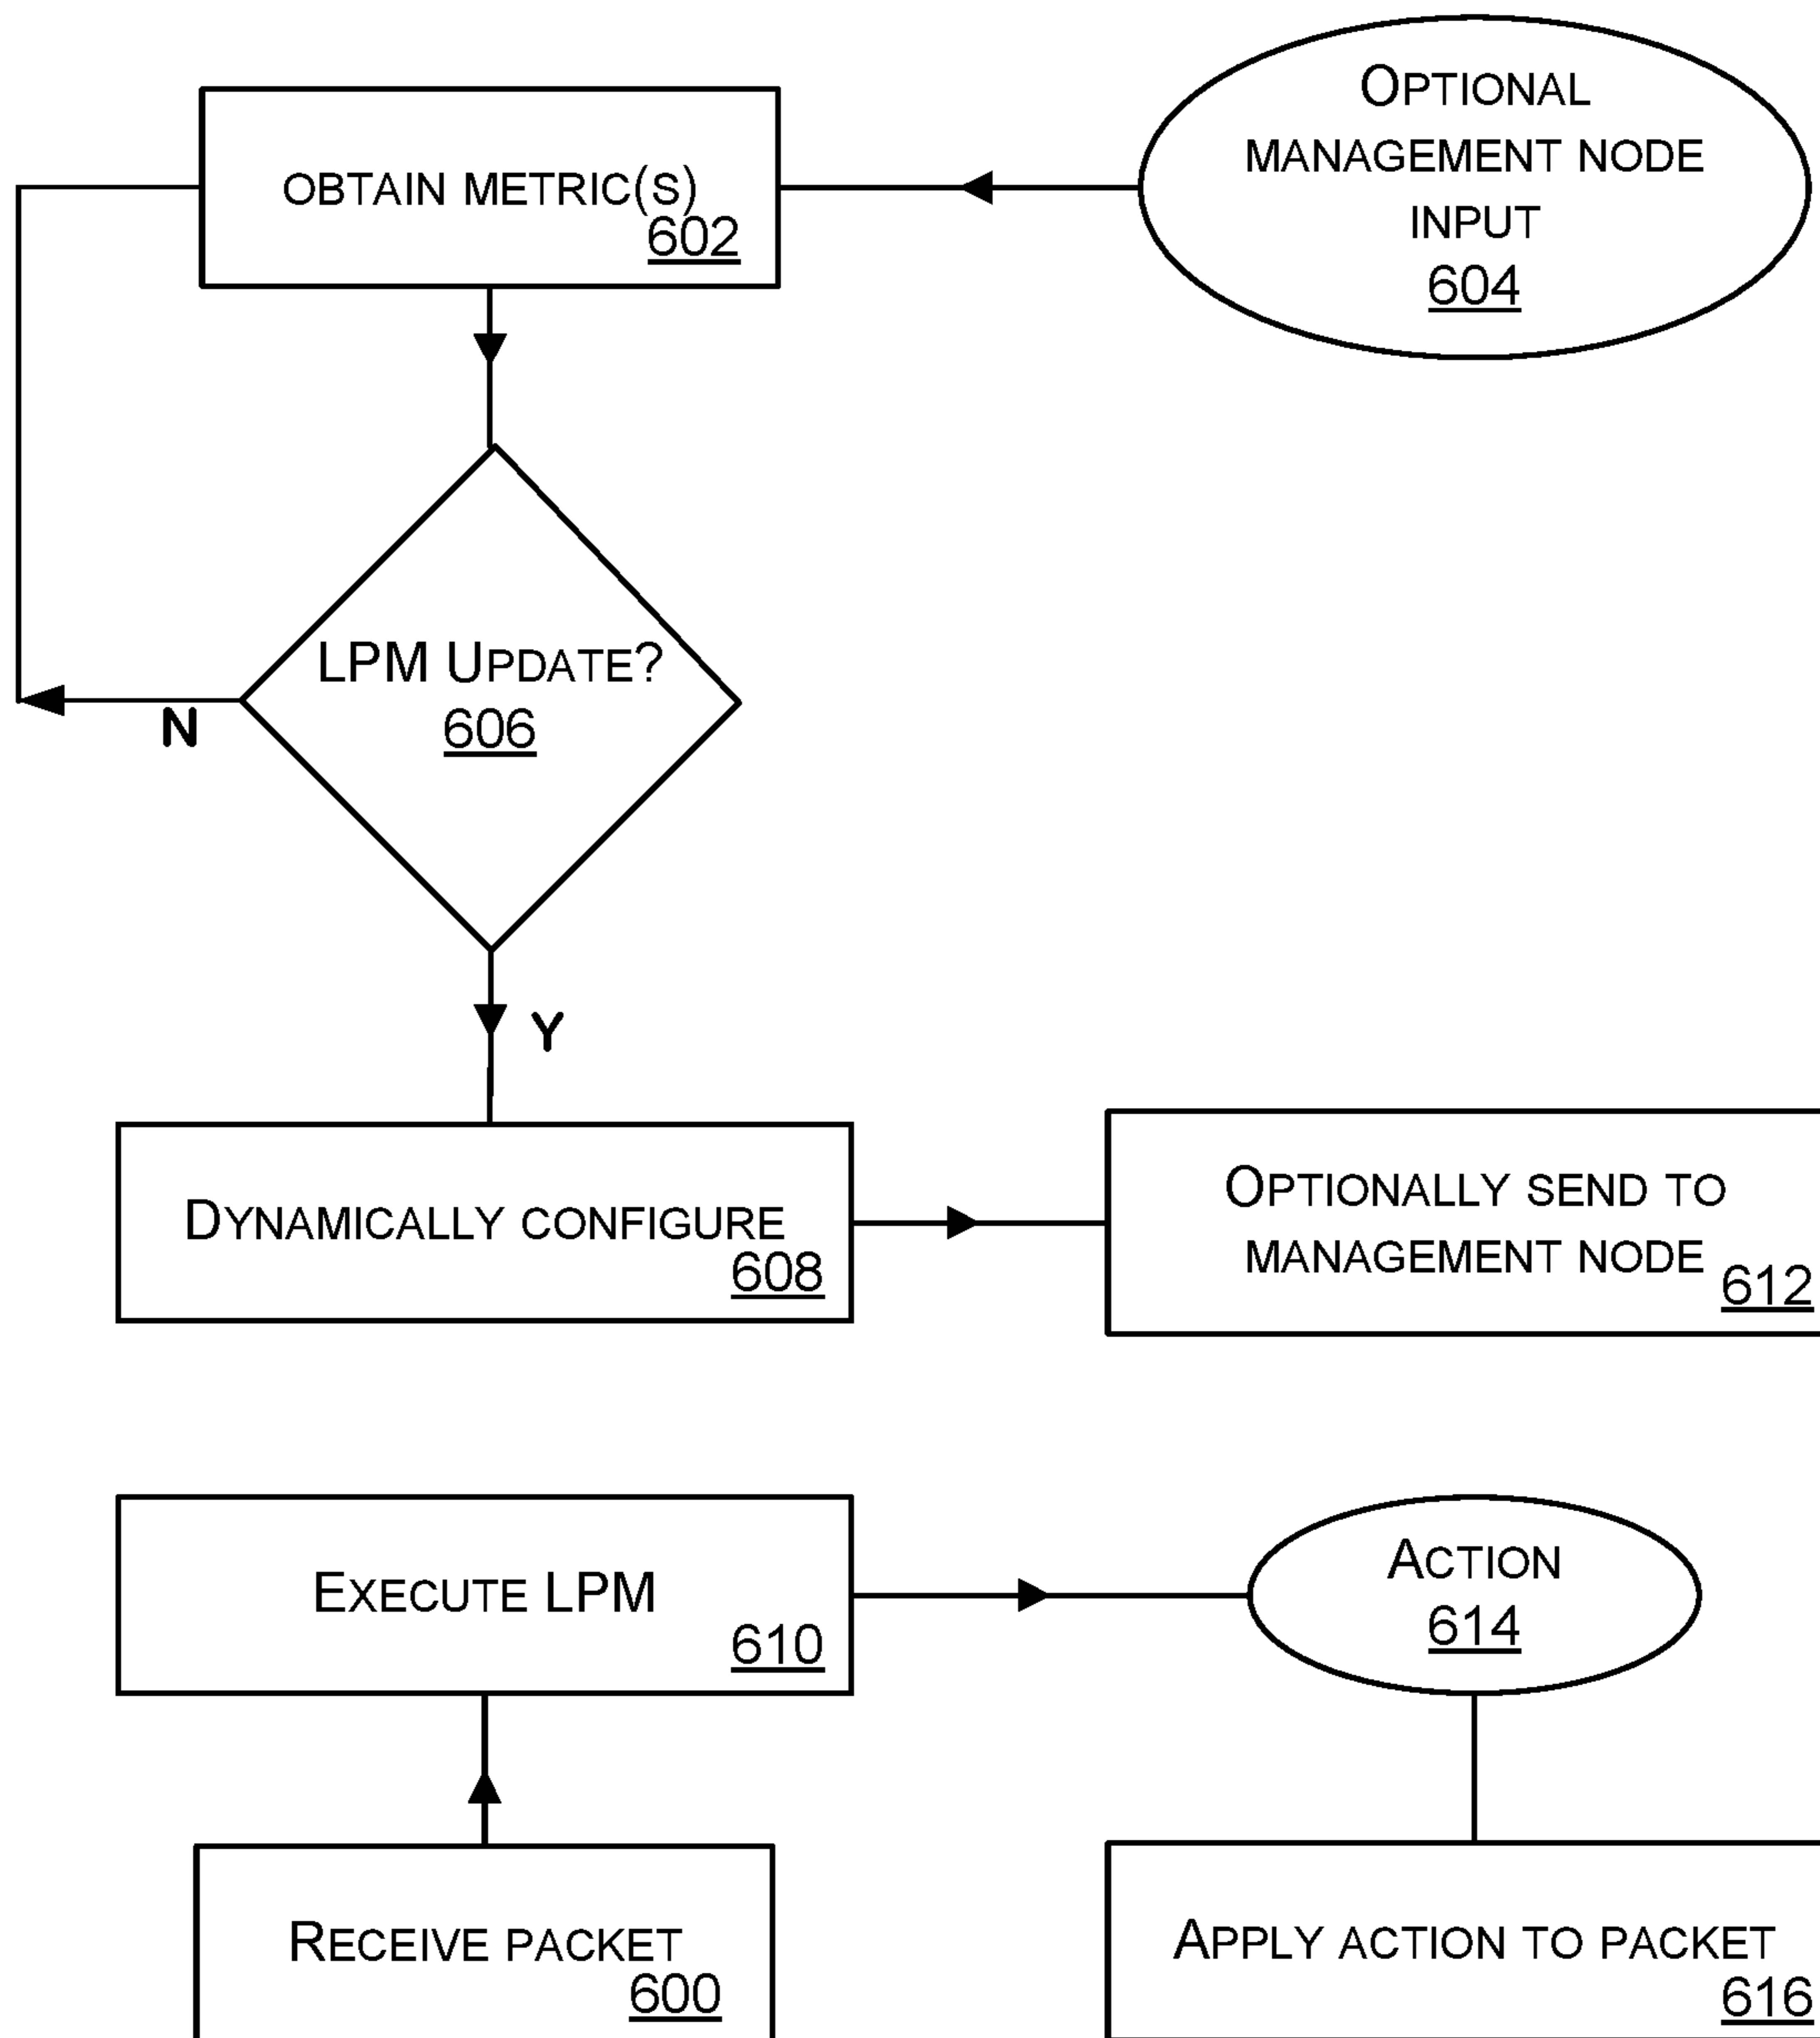 OBTAIN METRIC(S)
602
OPTIONAL
MANAGEMENT NODE
INPUT
604
LPM UPDATE?
606
N
Y
DYNAMICALLY CONFIGURE
608
OPTIONALLY SEND TO
MANAGEMENT NODE
612
EXECUTE LPM
610
ACTION
614
RECEIVE PACKET
600
APPLY ACTION TO PACKET
616